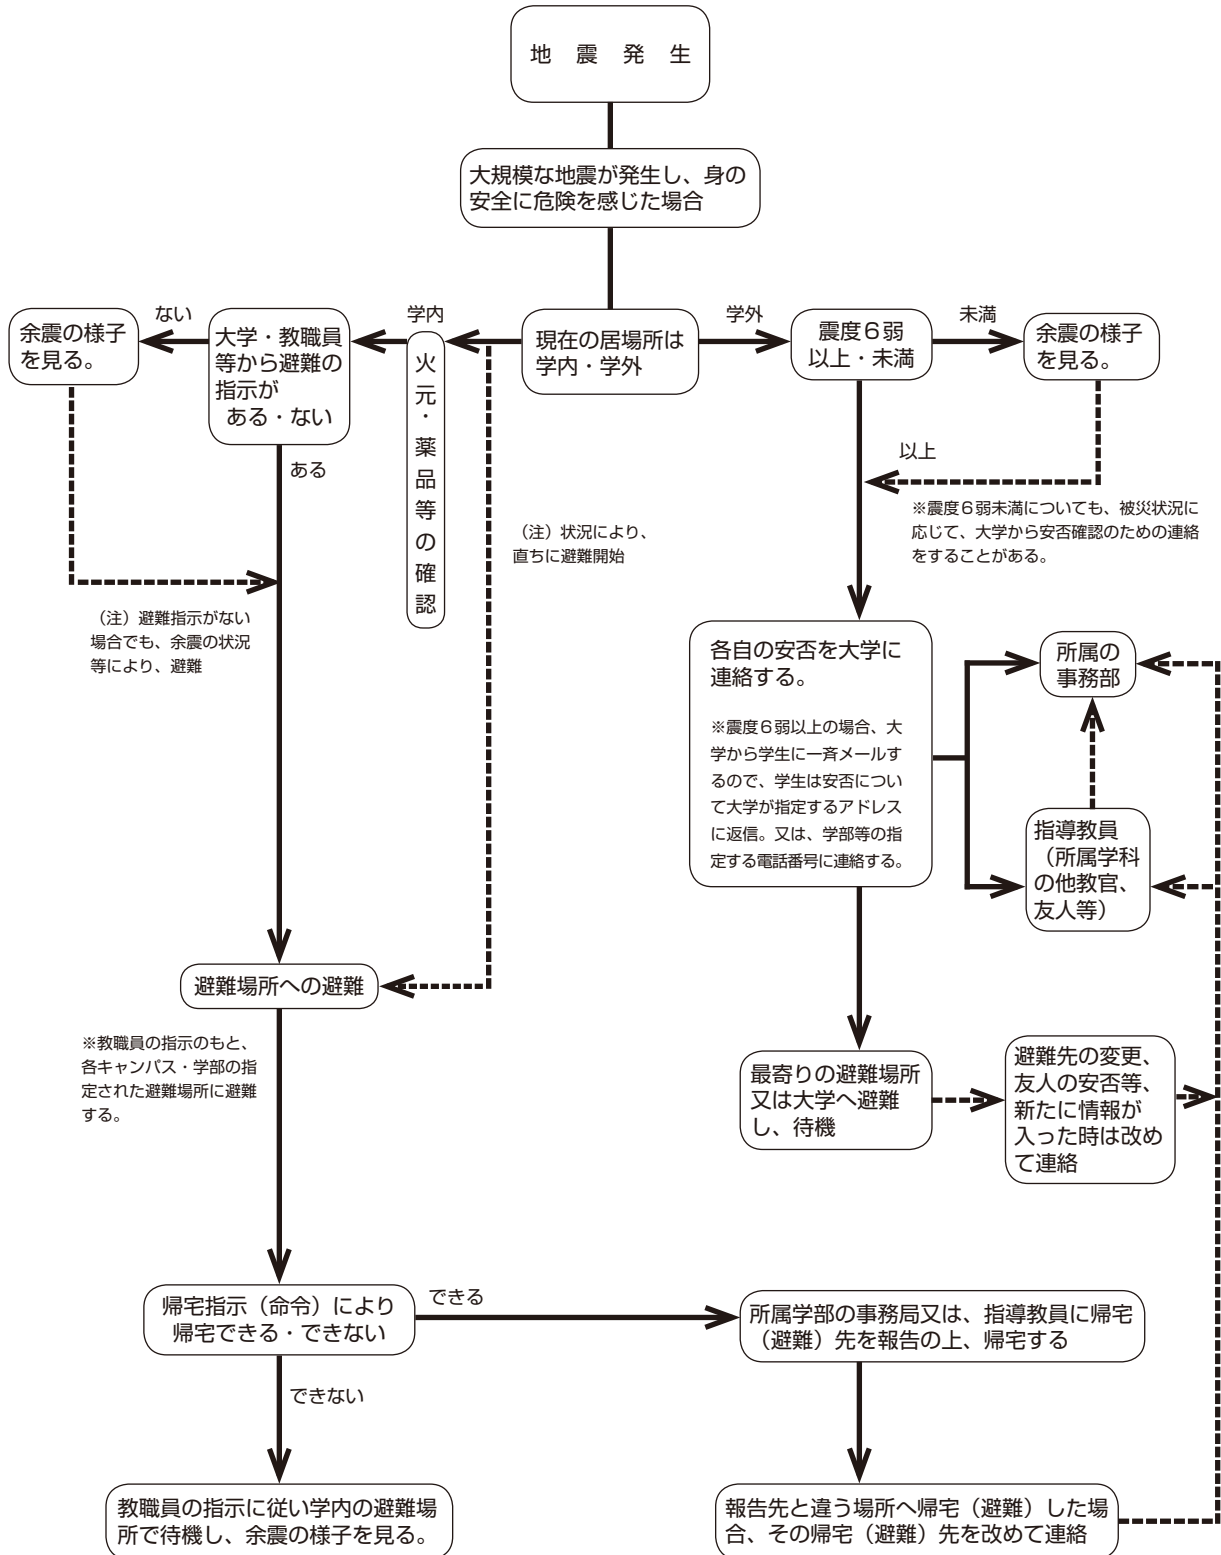 地　震　発　生
大規模な地震が発生し、身の
安全に危険を感じた場合
現在の居場所は
学内・学外
学内
火元・薬品等の確認
大学・教職員
等から避難の
指示が
ある・ない
ない
余震の様子
を見る。
ある
（注）避難指示がない
場合でも、余震の状況
等により、避難
（注）状況により、
直ちに避難開始
学外
震度６弱
以上・未満
未満
余震の様子
を見る。
以上
※震度６弱未満についても、被災状況に
応じて、大学から安否確認のための連絡
をすることがある。
各自の安否を大学に
連絡する。
※震度６弱以上の場合、大
学から学生に一斉メールす
るので、学生は安否につい
て大学が指定するアドレス
に返信。又は、学部等の指
定する電話番号に連絡する。
所属の
事務部
指導教員
（所属学科
の他教官、
友人等）
避難場所への避難
※教職員の指示のもと、
各キャンパス・学部の指
定された避難場所に避難
する。
最寄りの避難場所
又は大学へ避難
し、待機
避難先の変更、
友人の安否等、
新たに情報が
入った時は改め
て連絡
帰宅指示（命令）により
帰宅できる・できない
できる
所属学部の事務局又は、指導教員に帰宅
（避難）先を報告の上、帰宅する
できない
教職員の指示に従い学内の避難場
所で待機し、余震の様子を見る。
報告先と違う場所へ帰宅（避難）した場
合、その帰宅（避難）先を改めて連絡